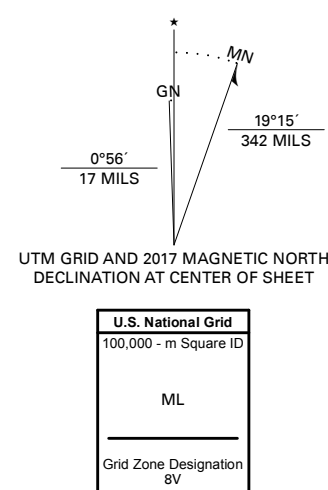 ★
MN
GN
19°15´
342 MILS
0°56´
17 MILS
UTM GRID AND 2017 MAGNETIC NORTH
DECLINATION AT CENTER OF SHEET
U.S. National Grid
100,000 - m Square ID
ML
Grid Zone Designation
8V